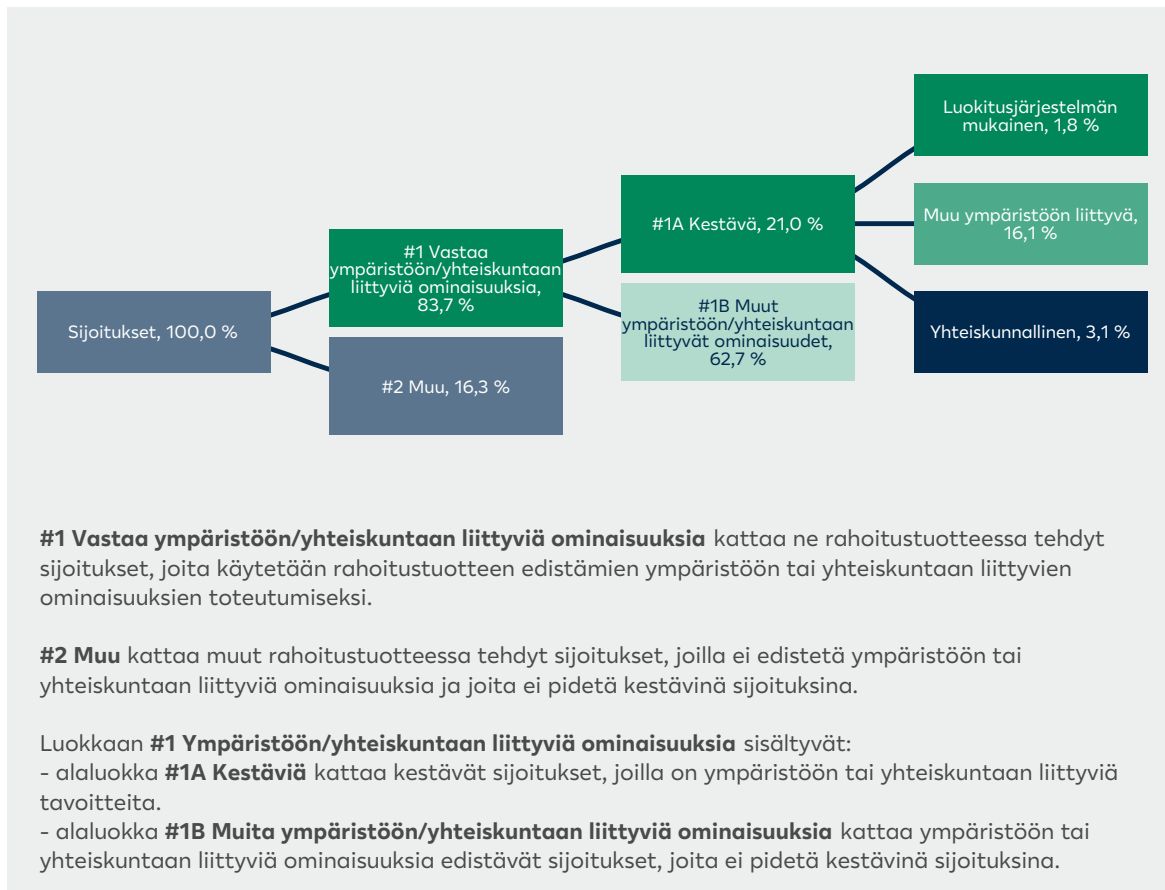 Sijoitukset, 100,0 %
#1 Vastaa
ympäristöön/yhteiskuntaan
liittyviä ominaisuuksia,
83,7 %
#2 Muu, 16,3 %
#1A Kestävä, 21,0 %
#1B Muut
ympäristöön/yhteiskuntaan
liittyvät ominaisuudet,
62,7 %
Luokitusjärjestelmän
mukainen, 1,8 %
Muu ympäristöön liittyvä,
16,1 %
Yhteiskunnallinen, 3,1 %
#1 Vastaa ympäristöön/yhteiskuntaan liittyviä ominaisuuksia kattaa ne rahoitustuotteessa tehdyt
sijoitukset, joita käytetään rahoitustuotteen edistämien ympäristöön tai yhteiskuntaan liittyvien
ominaisuuksien toteutumiseksi.
#2 Muu kattaa muut rahoitustuotteessa tehdyt sijoitukset, joilla ei edistetä ympäristöön tai
yhteiskuntaan liittyviä ominaisuuksia ja joita ei pidetä kestävinä sijoituksina.
Luokkaan #1 Ympäristöön/yhteiskuntaan liittyviä ominaisuuksia sisältyvät:
- alaluokka #1A Kestäviä kattaa kestävät sijoitukset, joilla on ympäristöön tai yhteiskuntaan liittyviä
tavoitteita.
- alaluokka #1B Muita ympäristöön/yhteiskuntaan liittyviä ominaisuuksia kattaa ympäristöön tai
yhteiskuntaan liittyviä ominaisuuksia edistävät sijoitukset, joita ei pidetä kestävinä sijoituksina.